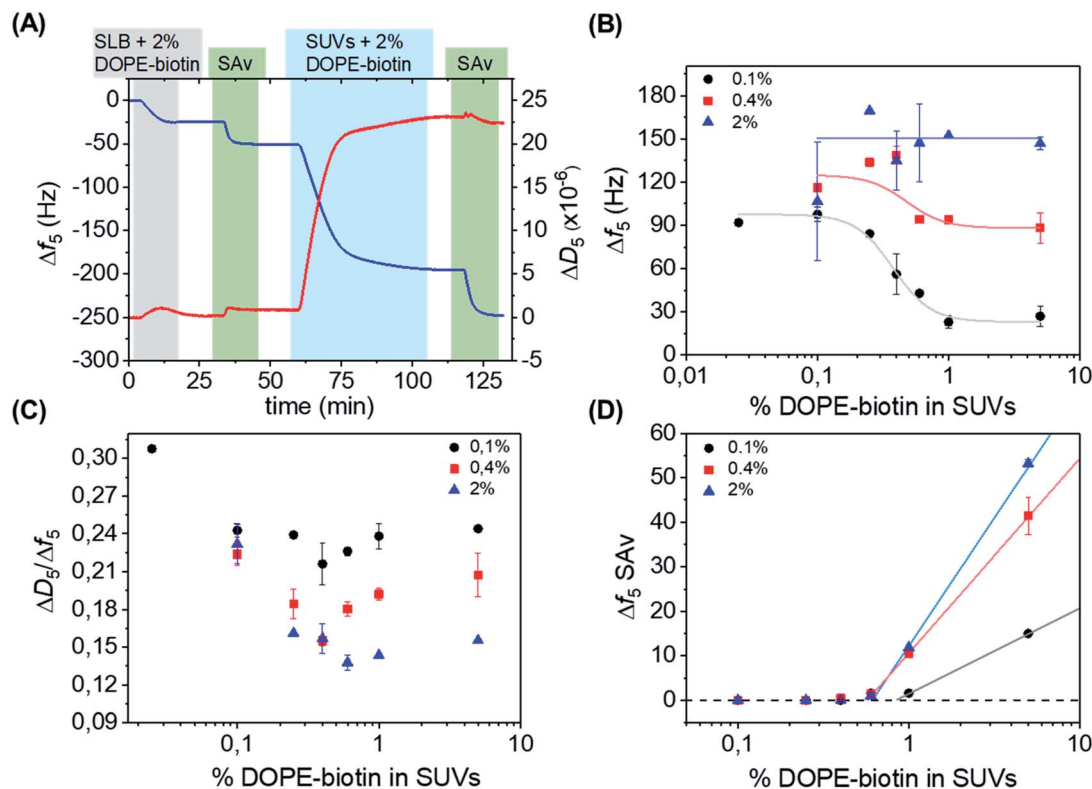 (A)
SLB + 2%
DOPE-biotin
SAv
SUVs + 2%
DOPE-biotin
SAv
0
-50
-100
-150
-200
-250
-300
Δf5 (Hz)
25
20
15
10
5
0
-5
ΔD5 (x10-6)
0 25 50 75 100 125
time (min)
(B)
0.1%
0.4%
2%
180
150
120
90
60
30
0
Δf5 (Hz)
0,01 0,1 1 10
% DOPE-biotin in SUVs
(C)
0,1%
0,4%
2%
0,33
0,30
0,27
0,24
0,21
0,18
0,15
0,12
0,09
ΔD5/Δf5
0,1 1 10
% DOPE-biotin in SUVs
(D)
0.1%
0.4%
2%
60
50
40
30
20
10
0
Δf5 SAv
0,1 1 10
% DOPE-biotin in SUVs